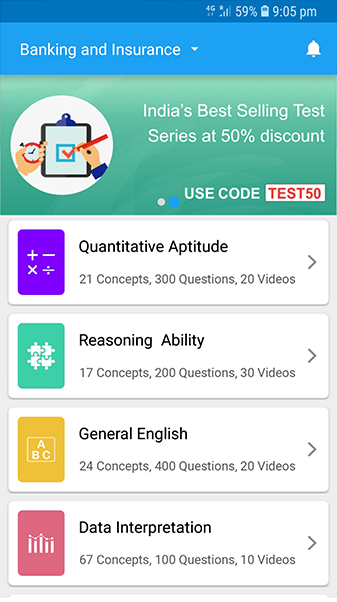 4G 59% 9:05 pm
Banking and Insurance
India's Best Selling Test
Series at 50% discount
USE CODE TEST50
Quantitative Aptitude
21 Concepts, 300 Questions, 20 Videos
Reasoning Ability
17 Concepts, 200 Questions, 30 Videos
A
B C
General English
24 Concepts, 400 Questions, 20 Videos
Data Interpretation
67 Concepts, 100 Questions, 10 Videos